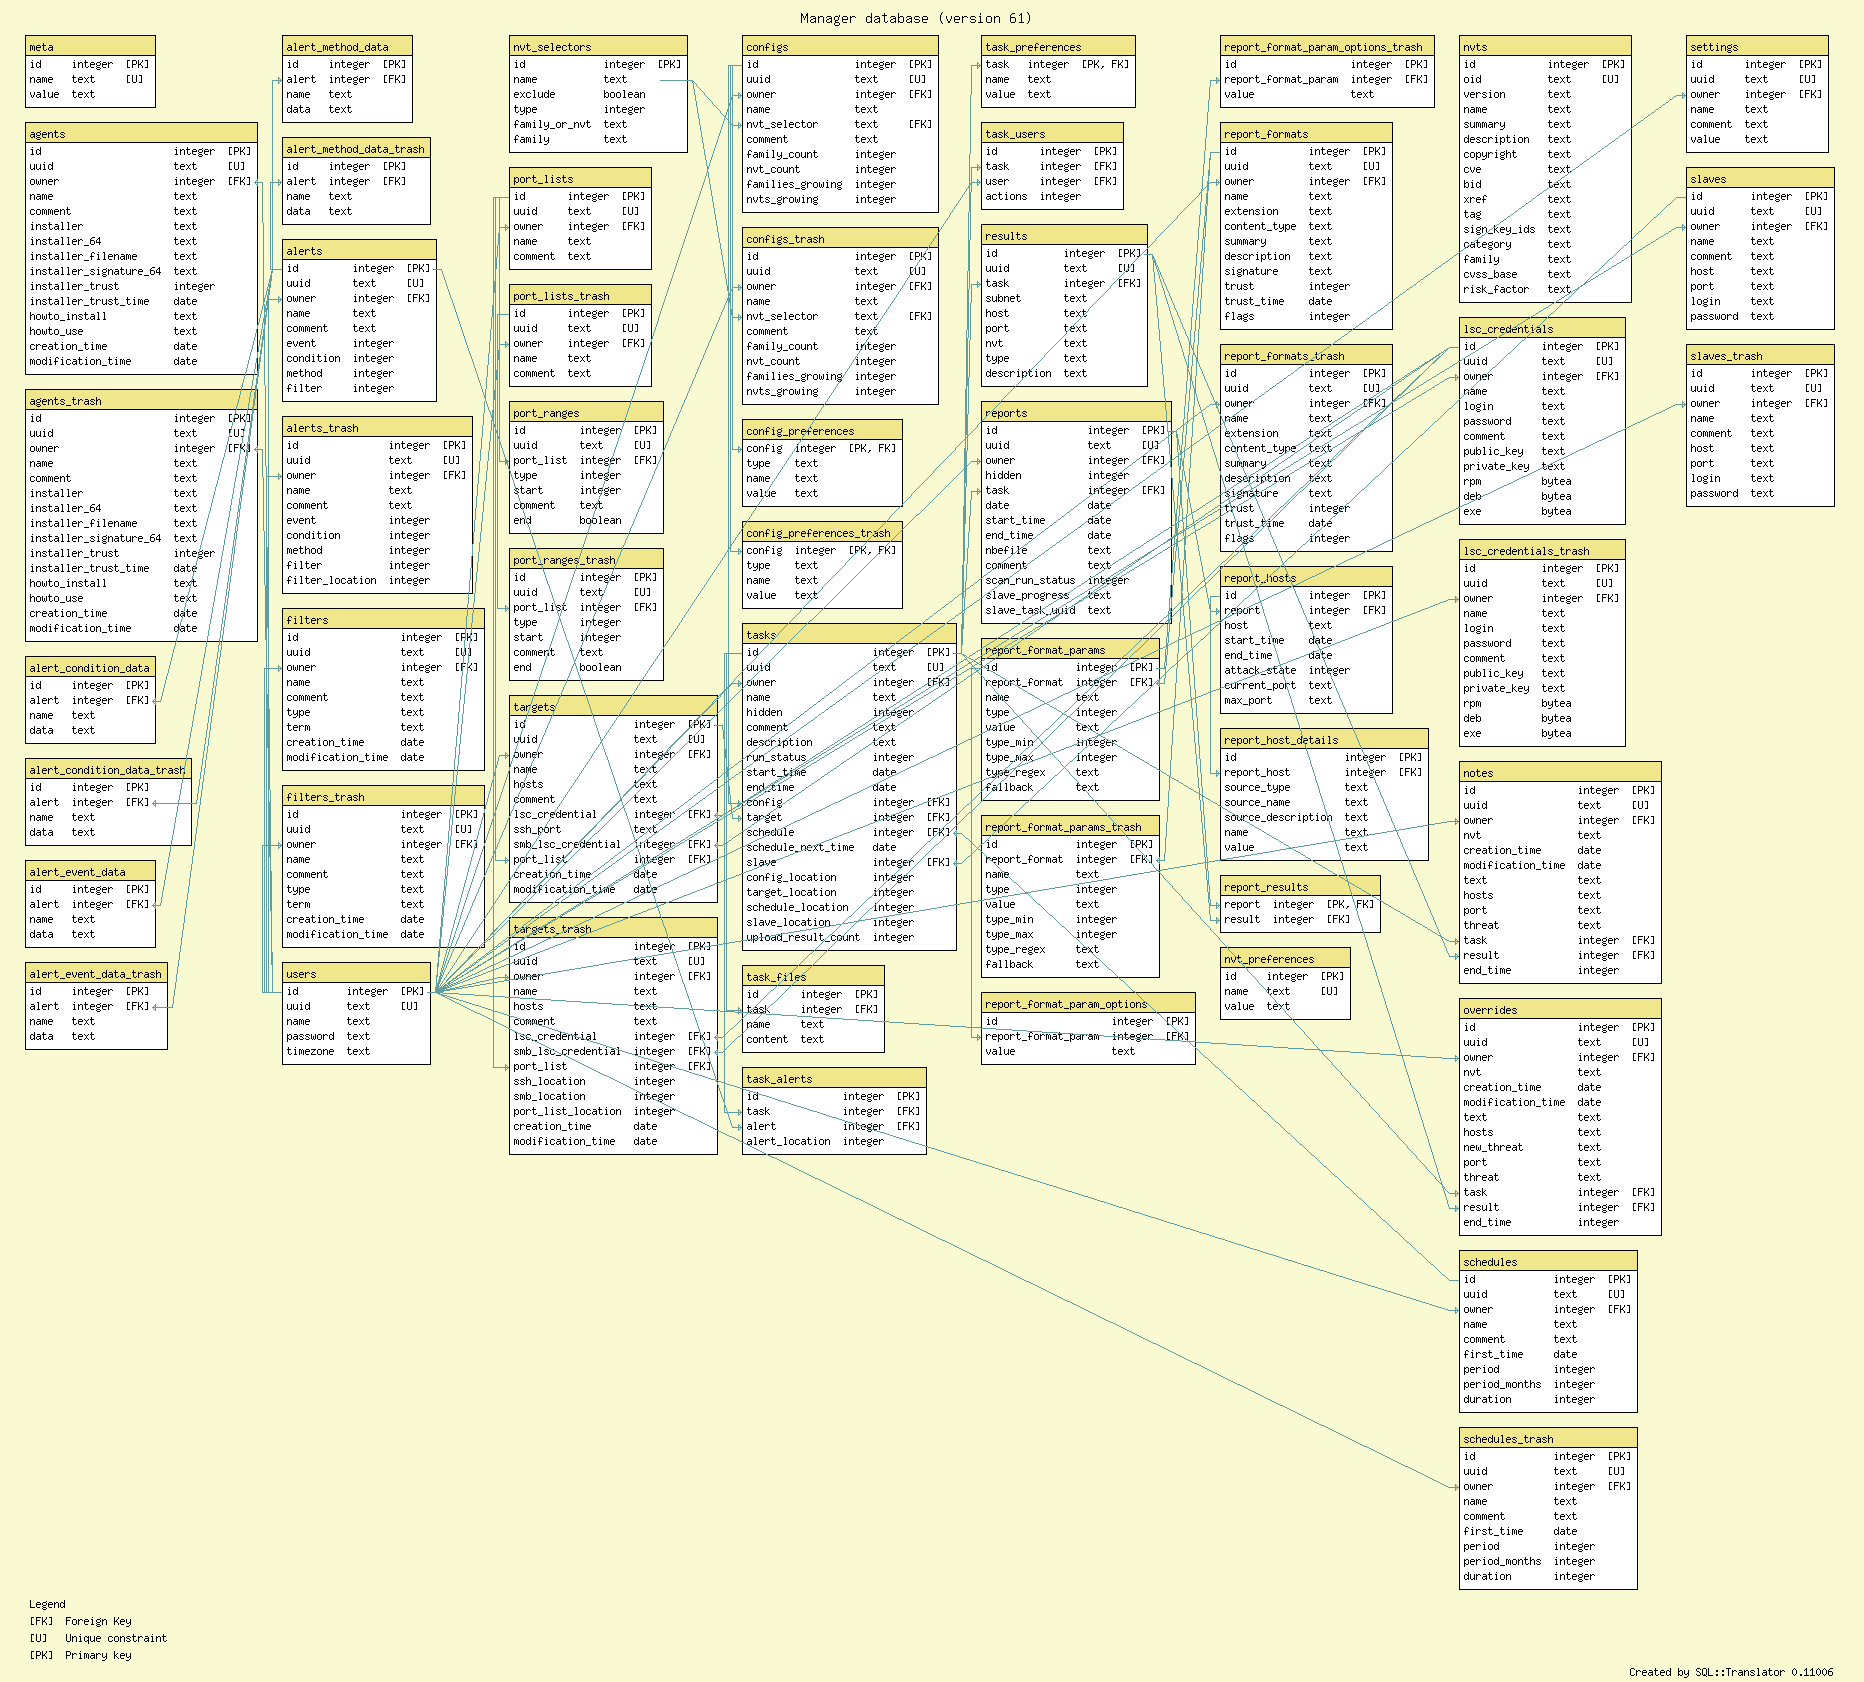 Manager database (version 61)
meta
id integer [PK]
name text [U]
value text
agents
id integer [PK]
uuid text [U]
owner integer [FK]
name text
comment text
installer text
installer_64 text
installer_filename text
installer_signature_64 text
installer_trust integer
installer_trust_time date
howto_install text
howto_use text
creation_time date
modification_time date
agents_trash
id integer [PK]
uuid text [U]
owner integer [FK]
name text
comment text
installer text
installer_64 text
installer_filename text
installer_signature_64 text
installer_trust integer
installer_trust_time date
howto_install text
howto_use text
creation_time date
modification_time date
alert_condition_data
id integer [PK]
alert integer [FK]
name text
data text
alert_condition_data_trash
id integer [PK]
alert integer [FK]
name text
data text
alert_event_data
id integer [PK]
alert integer [FK]
name text
data text
alert_event_data_trash
id integer [PK]
alert integer [FK]
name text
data text
alert_method_data
id integer [PK]
alert integer [FK]
name text
data text
alert_method_data_trash
id integer [PK]
alert integer [FK]
name text
data text
alerts
id integer [PK]
uuid text [U]
owner integer [FK]
name text
comment text
event integer
condition integer
method integer
filter integer
alerts_trash
id integer [PK]
uuid text [U]
owner integer [FK]
name text
comment text
event integer
condition integer
method integer
filter integer
filter_location integer
filters
id integer [PK]
uuid text [U]
owner integer [FK]
name text
comment text
type text
term text
creation_time date
modification_time date
filters_trash
id integer [PK]
uuid text [U]
owner integer [FK]
name text
comment text
type text
term text
creation_time date
modification_time date
users
id integer [PK]
uuid text [U]
name text
password text
timezone text
nvt_selectors
id integer [PK]
name text
exclude boolean
type integer
family_or_nvt text
family text
port_lists
id integer [PK]
uuid text [U]
owner integer [FK]
name text
comment text
port_lists_trash
id integer [PK]
uuid text [U]
owner integer [FK]
name text
comment text
port_ranges
id integer [PK]
uuid text [U]
port_list integer [FK]
type integer
start integer
comment text
end boolean
port_ranges_trash
id integer [PK]
uuid text [U]
port_list integer [FK]
type integer
start integer
comment text
end boolean
targets
id integer [PK]
uuid text [U]
owner integer [FK]
name text
hosts text
comment text
lsc_credential integer [FK]
ssh_port text
smb_lsc_credential integer [FK]
port_list integer [FK]
creation_time date
modification_time date
targets_trash
id integer [PK]
uuid text [U]
owner integer [FK]
name text
hosts text
comment text
lsc_credential integer [FK]
smb_lsc_credential integer [FK]
port_list integer [FK]
ssh_location integer
smb_location integer
port_list_location integer
creation_time date
modification_time date
configs
id integer [PK]
uuid text [U]
owner integer [FK]
name text
nvt_selector text [FK]
comment text
family_count integer
nvt_count integer
families_growing integer
nvts_growing integer
configs_trash
id integer [PK]
uuid text [U]
owner integer [FK]
name text
nvt_selector text [FK]
comment text
family_count integer
nvt_count integer
families_growing integer
nvts_growing integer
config_preferences
config integer [PK, FK]
type text
name text
value text
config_preferences_trash
config integer [PK, FK]
type text
name text
value text
tasks
id integer [PK]
uuid text [U]
owner integer [FK]
name text
hidden integer
comment text
description text
run_status integer
start_time date
end_time date
config integer [FK]
target integer [FK]
schedule integer [FK]
schedule_next_time date
slave integer [FK]
config_location integer
target_location integer
schedule_location integer
slave_location integer
upload_result_count integer
task_files
id integer [PK]
task integer [FK]
name text
content text
task_alerts
id integer [PK]
task integer [FK]
alert integer [FK]
alert_location integer
task_preferences
task integer [PK, FK]
name text
value text
task_users
id integer [PK]
task integer [FK]
user integer [FK]
actions integer
results
id integer [PK]
uuid text [U]
task integer [FK]
subnet text
host text
port text
nvt text
type text
description text
reports
id integer [PK]
uuid text [U]
owner integer [FK]
hidden integer
task integer [FK]
date date
start_time date
end_time date
nbefile text
comment text
scan_run_status integer
slave_progress text
slave_task_uuid text
report_format_params
id integer [PK]
report_format integer [FK]
name text
type integer
value text
type_min integer
type_max integer
type_regex text
fallback text
report_format_params_trash
id integer [PK]
report_format integer [FK]
name text
type integer
value text
type_min integer
type_max integer
type_regex text
fallback text
report_format_param_options
id integer [PK]
report_format_param integer [FK]
value text
report_format_param_options_trash
id integer [PK]
report_format_param integer [FK]
value text
report_formats
id integer [PK]
uuid text [U]
owner integer [FK]
name text
extension text
content_type text
summary text
description text
signature text
trust integer
trust_time date
flags integer
report_formats_trash
id integer [PK]
uuid text [U]
owner integer [FK]
name text
extension text
content_type text
summary text
description text
signature text
trust integer
trust_time date
flags integer
report_hosts
id integer [PK]
report integer [FK]
host text
start_time date
end_time date
attack_state integer
current_port text
max_port text
report_host_details
id integer [PK]
report_host integer [FK]
source_type text
source_name text
source_description text
name text
value text
report_results
report integer [PK, FK]
result integer [FK]
nvt_preferences
id integer [PK]
name text [U]
value text
nvts
id integer [PK]
oid text [U]
version text
name text
summary text
description text
copyright text
cve text
bid text
xref text
tag text
sign_key_ids text
category text
family text
cvss_base text
risk_factor text
lsc_credentials
id integer [PK]
uuid text [U]
owner integer [FK]
name text
login text
password text
comment text
public_key text
private_key text
rpm bytea
deb bytea
exe bytea
lsc_credentials_trash
id integer [PK]
uuid text [U]
owner integer [FK]
name text
login text
password text
comment text
public_key text
private_key text
rpm bytea
deb bytea
exe bytea
notes
id integer [PK]
uuid text [U]
owner integer [FK]
nvt text
creation_time date
modification_time date
text text
hosts text
port text
threat text
task integer [FK]
result integer [FK]
end_time integer
overrides
id integer [PK]
uuid text [U]
owner integer [FK]
nvt text
creation_time date
modification_time date
text text
hosts text
new_threat text
port text
threat text
task integer [FK]
result integer [FK]
end_time integer
schedules
id integer [PK]
uuid text [U]
owner integer [FK]
name text
comment text
first_time date
period integer
period_months integer
duration integer
schedules_trash
id integer [PK]
uuid text [U]
owner integer [FK]
name text
comment text
first_time date
period integer
period_months integer
duration integer
settings
id integer [PK]
uuid text [U]
owner integer [FK]
name text
comment text
value text
slaves
id integer [PK]
uuid text [U]
owner integer [FK]
name text
comment text
host text
port text
login text
password text
slaves_trash
id integer [PK]
uuid text [U]
owner integer [FK]
name text
comment text
host text
port text
login text
password text
Legend
[FK] Foreign Key
[U] Unique constraint
[PK] Primary key
Created by SQL::Translator 0.11006